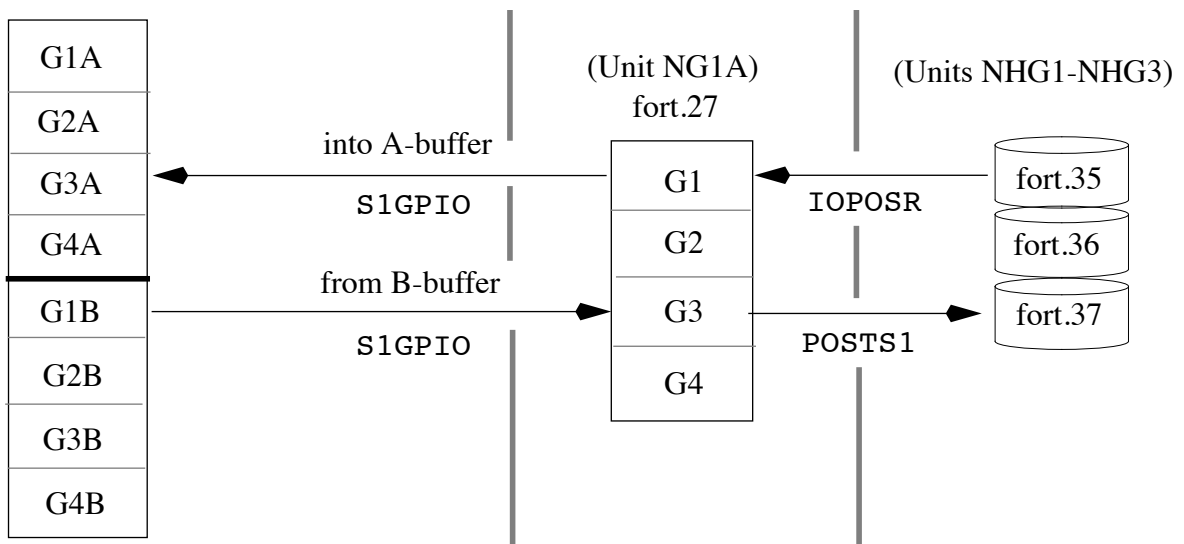 G1A
G2A
G3A
G4A
G1B
G2B
G3B
G4B
into A-buffer
S1GPIO
from B-buffer
S1GPIO
(Unit NG1A)
fort.27
G1
G2
G3
G4
IOPOSR
POSTS1
(Units NHG1-NHG3)
fort.35
fort.36
fort.37